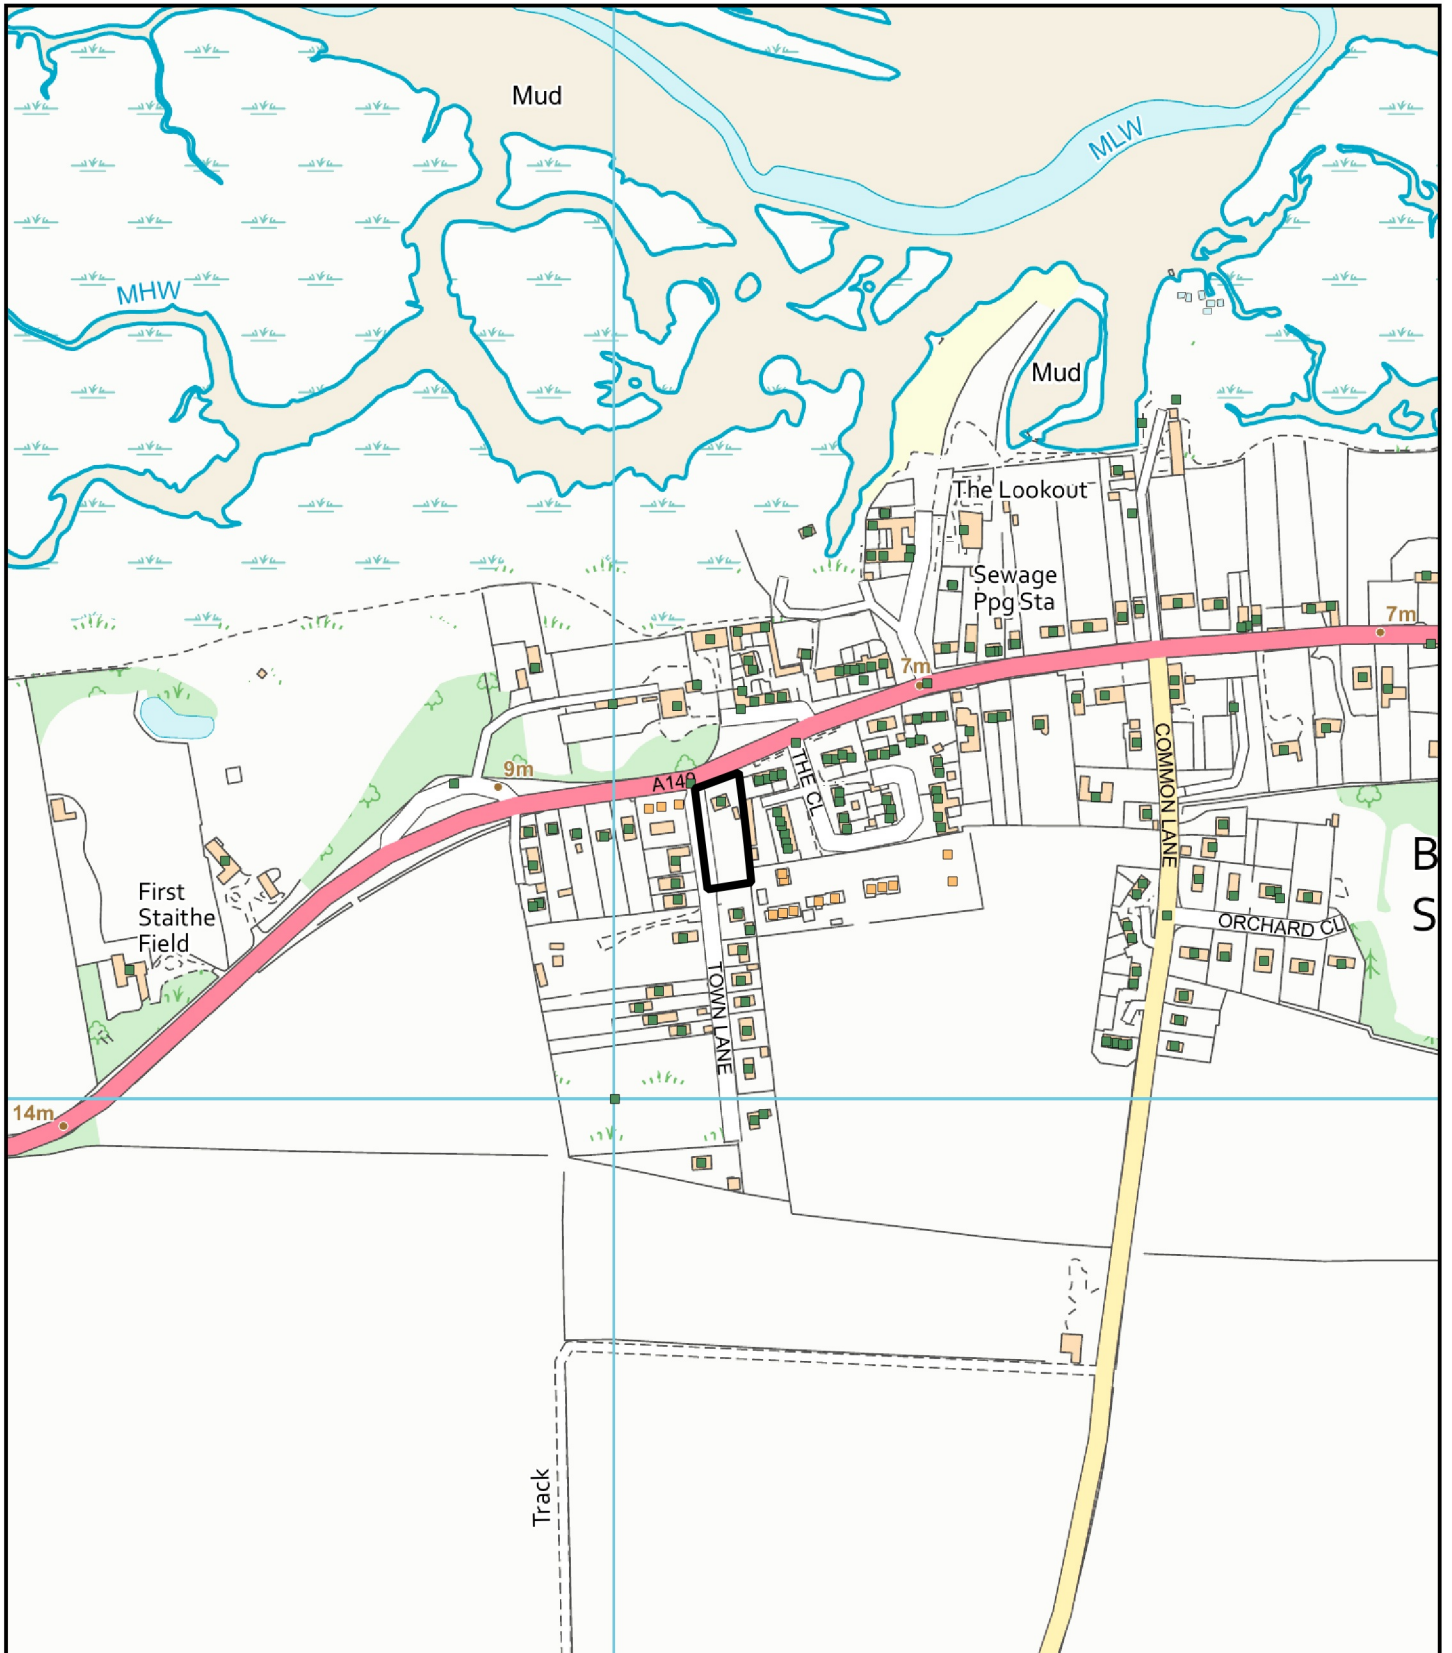 Mud
MLW
MHW
Mud
The Lookout
Sewage
Ppg Sta
7m
7m
9m
A149
THE CL
COMMON LANE
B
First
Staithe
Field
S
ORCHARD CL
TOWN LANE
14m
Track